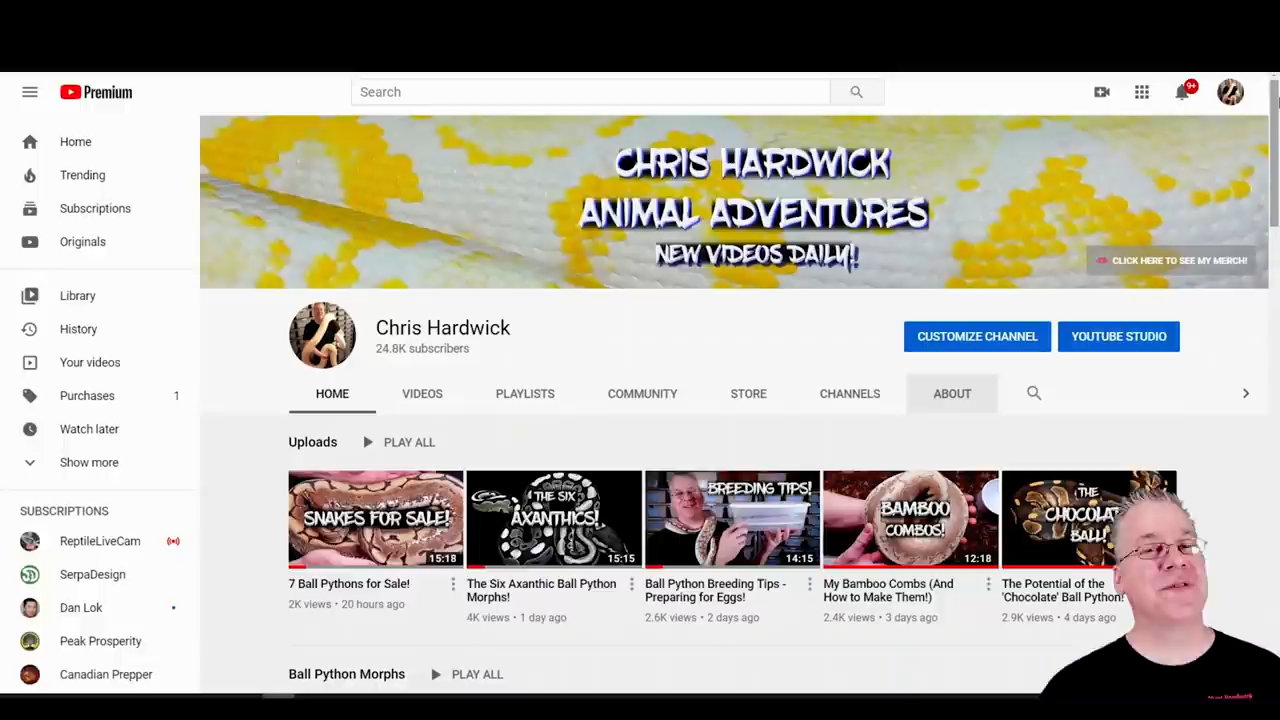 Premium
Search
9+
Home
Trending
Subscriptions
Originals
Library
History
Your videos
Purchases 1
Watch later
Show more
SUBSCRIPTIONS
ReptileLiveCam
SerpaDesign
Dan Lok
Peak Prosperity
Canadian Prepper
CHRIS HARDWICK
ANIMAL ADVENTURES
NEW VIDEOS DAILY!
CLICK HERE TO SEE MY MERCH!
Chris Hardwick
24.8K subscribers
CUSTOMIZE CHANNEL YOUTUBE STUDIO
HOME VIDEOS PLAYLISTS COMMUNITY STORE CHANNELS ABOUT
Uploads PLAY ALL
SNAKES FOR SALE!
15:18
7 Ball Pythons for Sale!
2K views • 20 hours ago
THE SIX
AXANTHICS!
15:15
The Six Axanthic Ball Python
Morphs!
4K views • 1 day ago
BREEDING TIPS!
14:15
Ball Python Breeding Tips -
Preparing for Eggs!
2.6K views • 2 days ago
BAMBOO
COMBOS!
12:18
My Bamboo Combs (And
How to Make Them!)
2.4K views • 3 days ago
THE
BALL!
The Potential of the
'Chocolate' Ball Python!
2.9K views • 4 days ago
Ball Python Morphs PLAY ALL